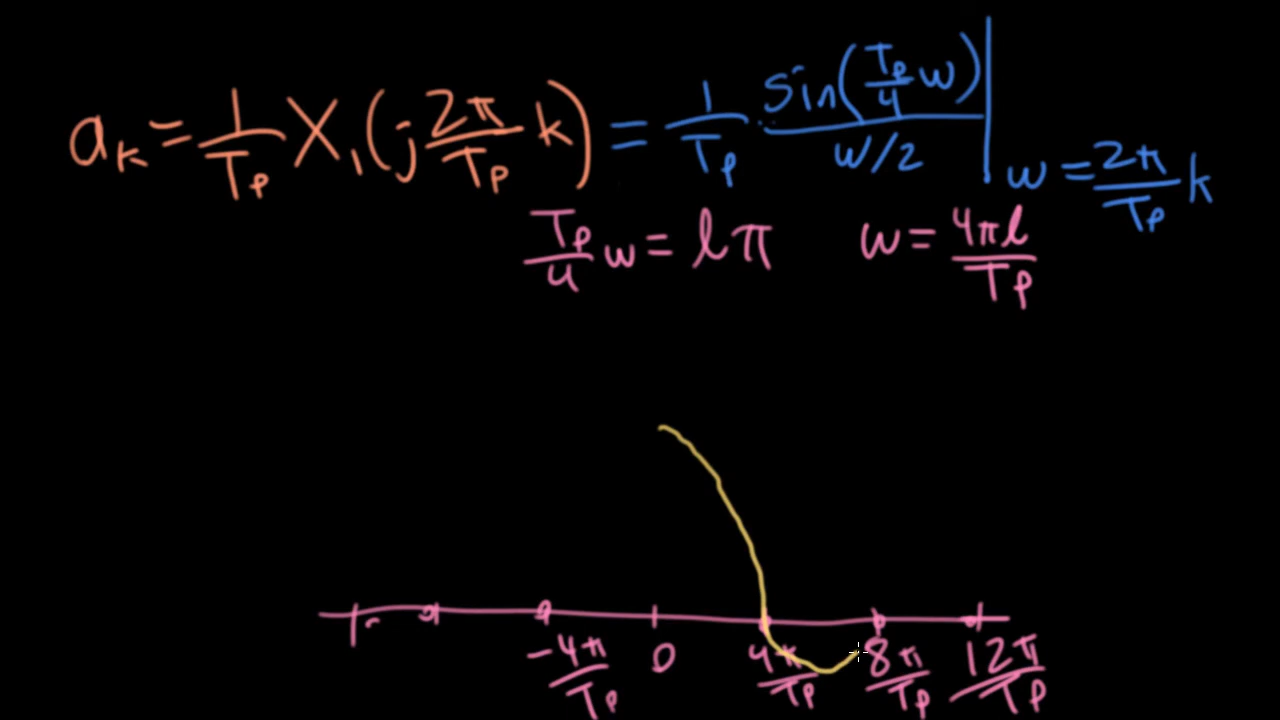 a_k = 1/T_p X_1(j 2π/T_p k) = 1/T_p · sin(T_p/4 w) / w/2 | w = 2π/T_p k
T_p/4 w = lπ   w = 4πl/T_p
-4π/T_p 0 4π/T_p 8π/T_p 12π/T_p